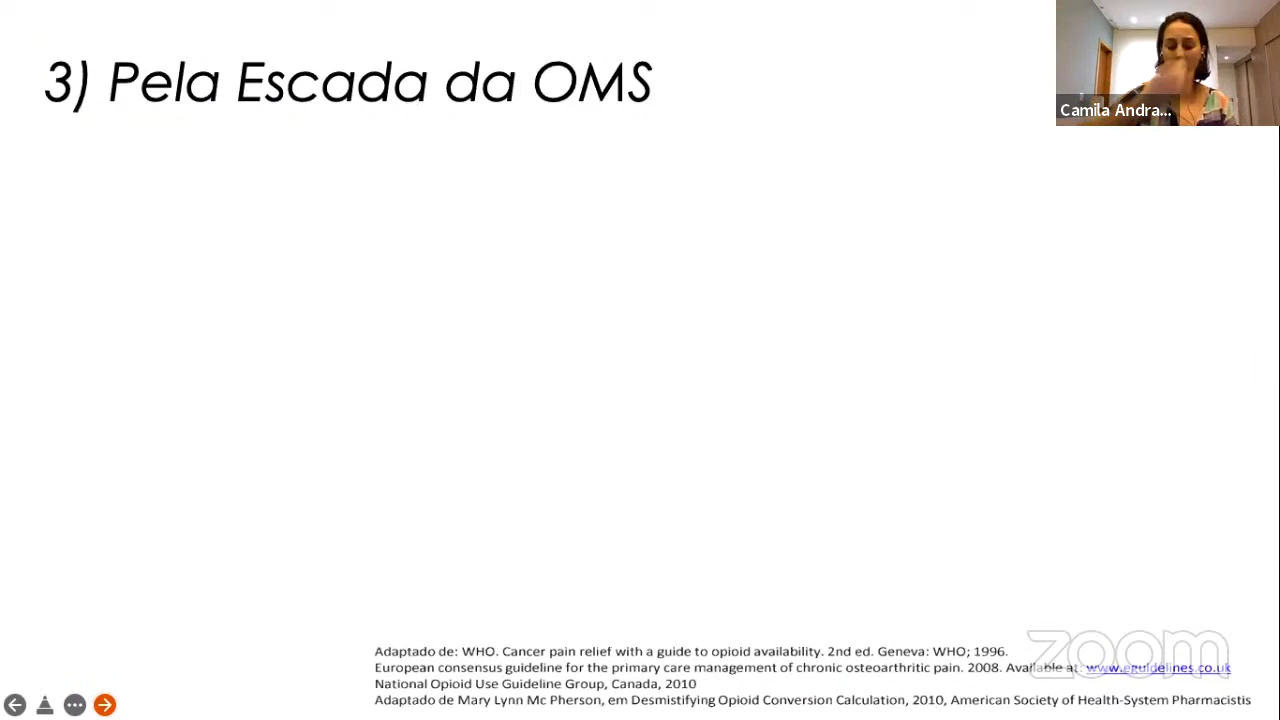 3) Pela Escada da OMS
Camila Andra...
Adaptado de: WHO. Cancer pain relief with a guide to opioid availability. 2nd ed. Geneva: WHO; 1996.
European consensus guideline for the primary care management of chronic osteoarthritic pain. 2008. Available at: www.eguidelines.co.uk
National Opioid Use Guideline Group, Canada, 2010
Adaptado de Mary Lynn Mc Pherson, em Desmistifying Opioid Conversion Calculation, 2010, American Society of Health-System Pharmacistis
zoom